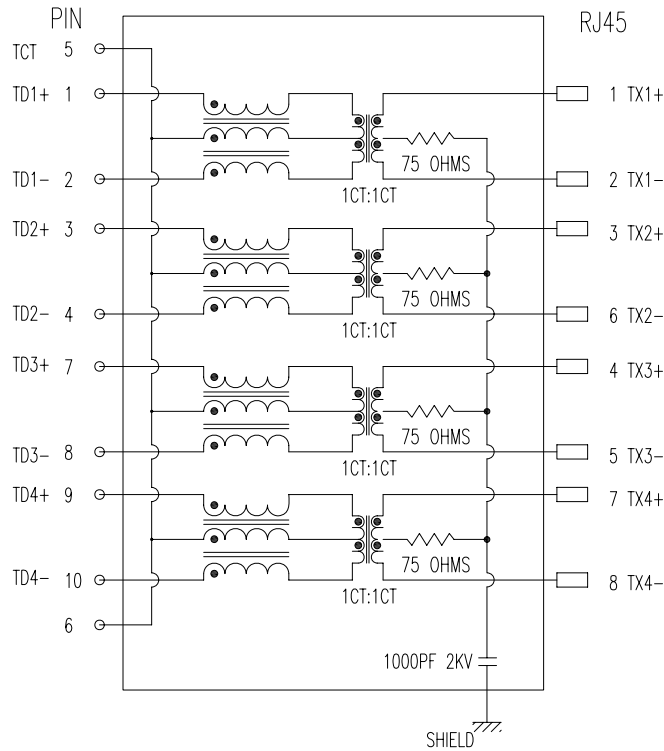 PIN RJ45
TCT 5
TD1+ 1 1 TX1+
75 OHMS
TD1- 2 2 TX1-
1CT:1CT
TD2+ 3 3 TX2+
75 OHMS
TD2- 4 6 TX2-
1CT:1CT
TD3+ 7 4 TX3+
75 OHMS
TD3- 8 5 TX3-
1CT:1CT
TD4+ 9 7 TX4+
75 OHMS
TD4- 10 8 TX4-
1CT:1CT
6
1000PF 2KV
SHIELD